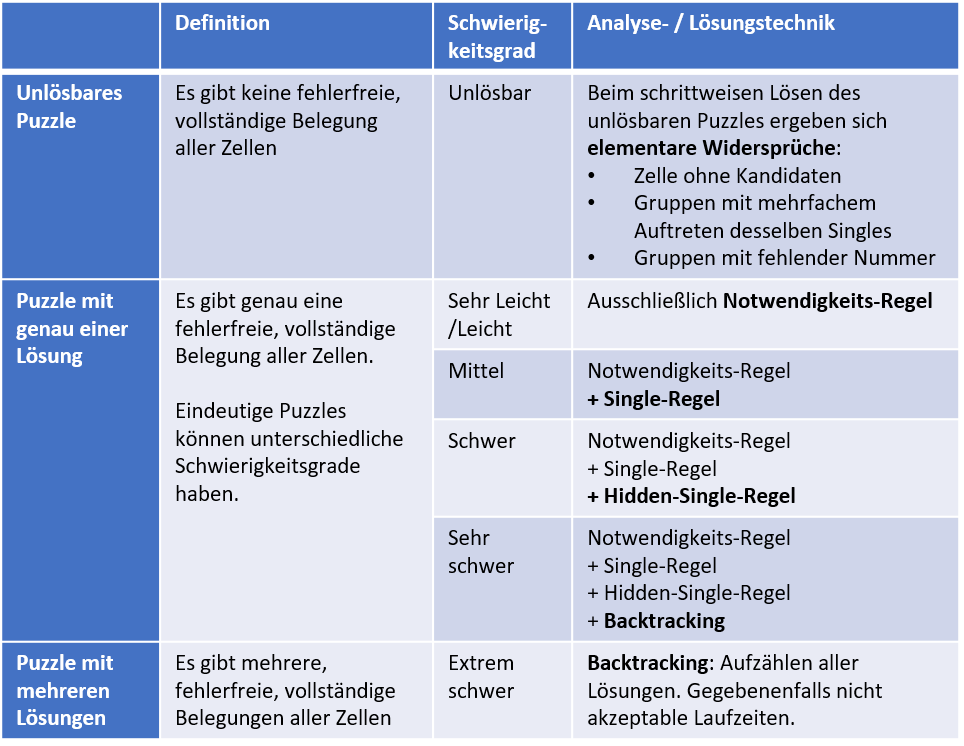 Definition
Schwierig-
keitsgrad
Analyse- / Lösungstechnik
Unlösbares
Puzzle
Es gibt keine fehlerfreie,
vollständige Belegung
aller Zellen
Unlösbar
Beim schrittweisen Lösen des
unlösbaren Puzzles ergeben sich
elementare Widersprüche:
• Zelle ohne Kandidaten
• Gruppen mit mehrfachem
Auftreten desselben Singles
• Gruppen mit fehlender Nummer
Puzzle mit
genau einer
Lösung
Es gibt genau eine
fehlerfreie, vollständige
Belegung aller Zellen.
Eindeutige Puzzles
können unterschiedliche
Schwierigkeitsgrade
haben.
Sehr Leicht
/Leicht
Ausschließlich Notwendigkeits-Regel
Mittel
Notwendigkeits-Regel
+ Single-Regel
Schwer
Notwendigkeits-Regel
+ Single-Regel
+ Hidden-Single-Regel
Sehr
schwer
Notwendigkeits-Regel
+ Single-Regel
+ Hidden-Single-Regel
+ Backtracking
Puzzle mit
mehreren
Lösungen
Es gibt mehrere,
fehlerfreie, vollständige
Belegungen aller Zellen
Extrem
schwer
Backtracking: Aufzählen aller
Lösungen. Gegebenenfalls nicht
akzeptable Laufzeiten.